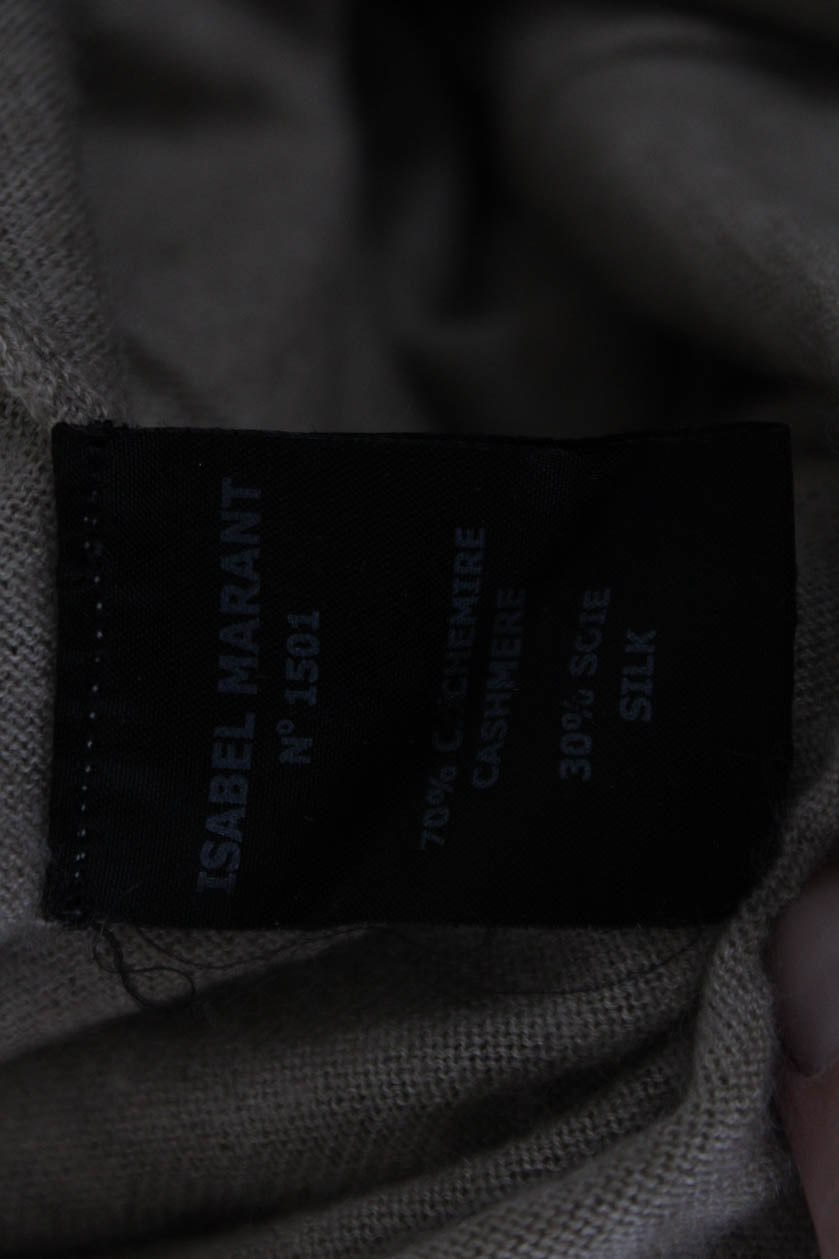 ISABEL MARANT
N° 1501
70% CACHEMIRE
CASHMERE
30% SOIE
SILK